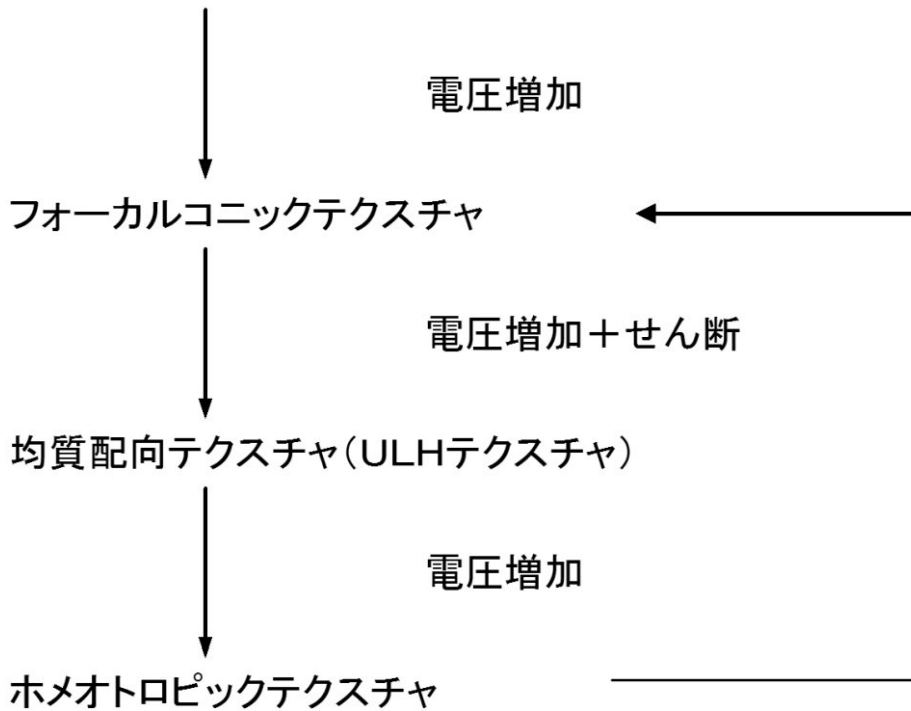 電圧増加
フォーカルコニックテクスチャ
電圧増加+せん断
均質配向テクスチャ(ULHテクスチャ)
電圧増加
ホメオトロピックテクスチャ